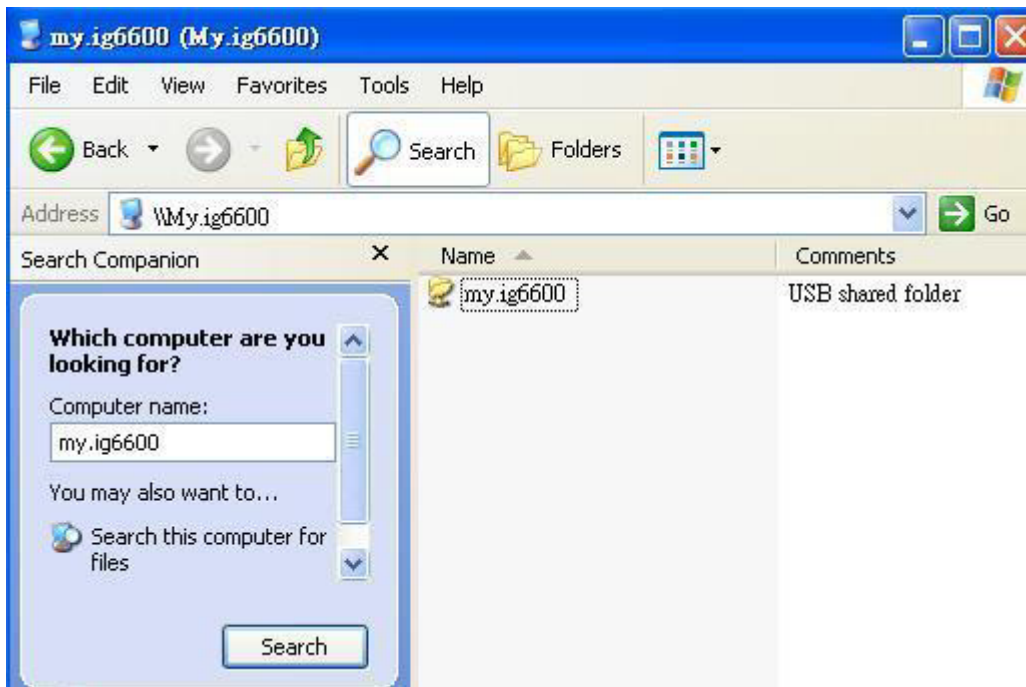 my.ig6600 (My.ig6600)
File Edit View Favorites Tools Help
Back Search Folders
Address \\My.ig6600 Go
Search Companion
Name Comments
my.ig6600 USB shared folder
Which computer are you
looking for?
Computer name:
my.ig6600
You may also want to...
Search this computer for
files
Search